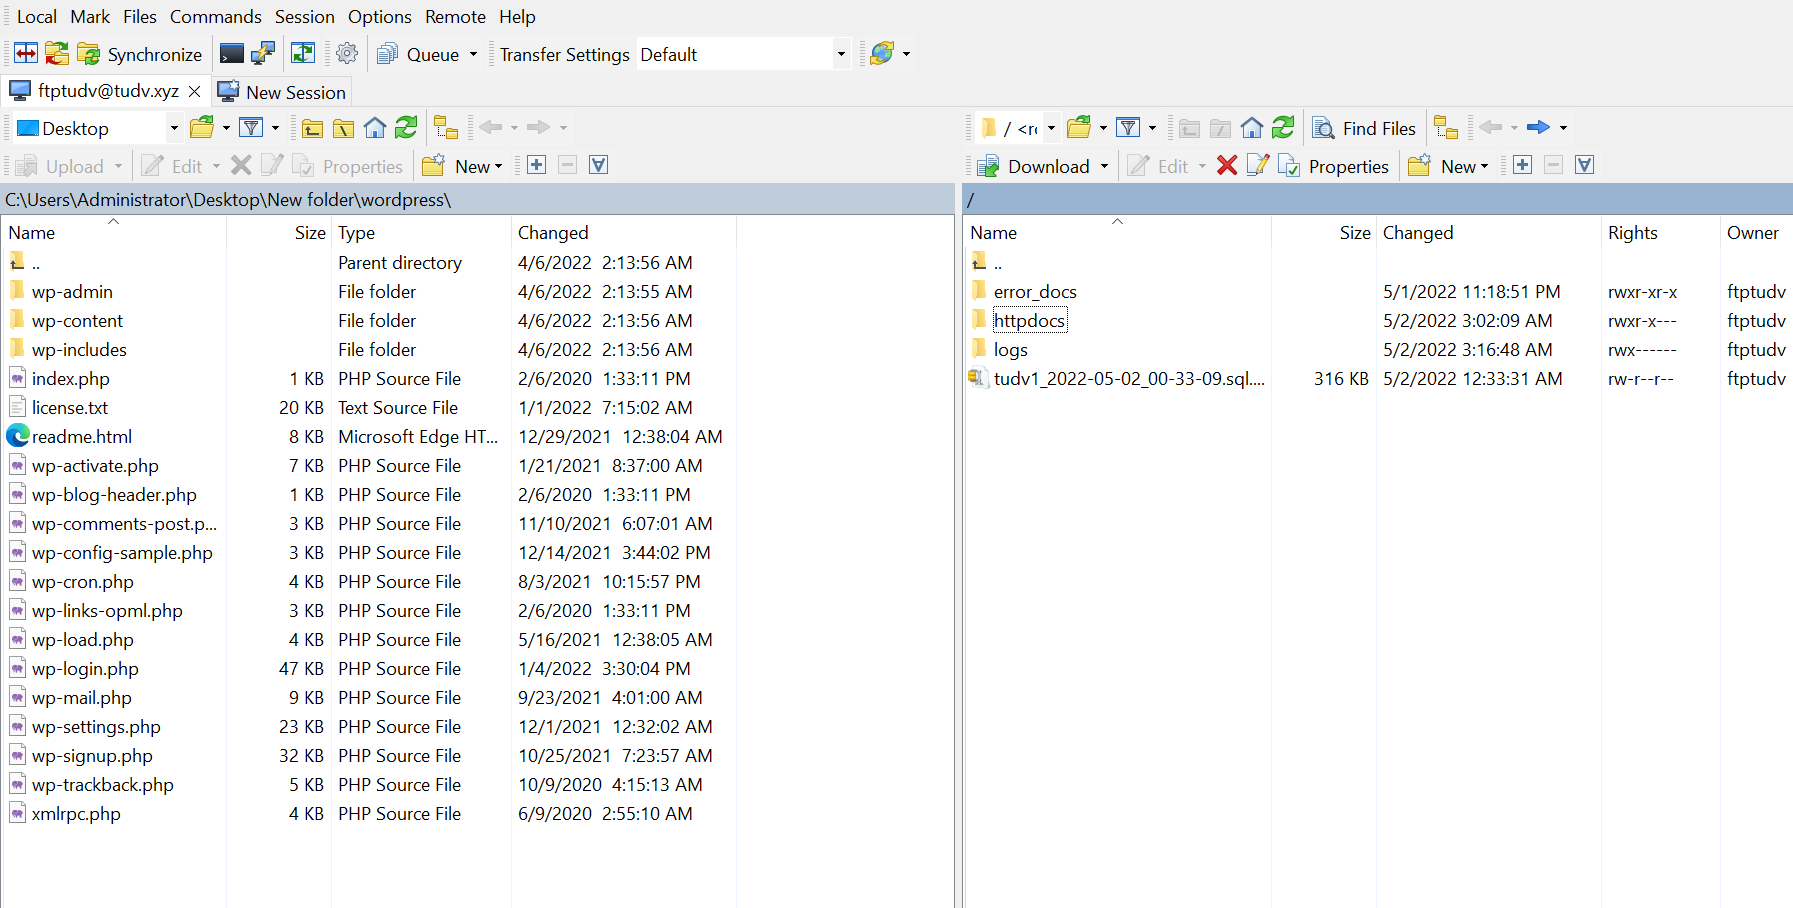 Local Mark Files Commands Session Options Remote Help
Synchronize Queue Transfer Settings Default
ftptudv@tudv.xyz New Session
Desktop
Upload Edit Properties New
C:\Users\Administrator\Desktop\New folder\wordpress\
Name Size Type Changed
.. Parent directory 4/6/2022 2:13:56 AM
wp-admin File folder 4/6/2022 2:13:55 AM
wp-content File folder 4/6/2022 2:13:56 AM
wp-includes File folder 4/6/2022 2:13:56 AM
index.php 1 KB PHP Source File 2/6/2020 1:33:11 PM
license.txt 20 KB Text Source File 1/1/2022 7:15:02 AM
readme.html 8 KB Microsoft Edge HT... 12/29/2021 12:38:04 AM
wp-activate.php 7 KB PHP Source File 1/21/2021 8:37:00 AM
wp-blog-header.php 1 KB PHP Source File 2/6/2020 1:33:11 PM
wp-comments-post.p... 3 KB PHP Source File 11/10/2021 6:07:01 AM
wp-config-sample.php 3 KB PHP Source File 12/14/2021 3:44:02 PM
wp-cron.php 4 KB PHP Source File 8/3/2021 10:15:57 PM
wp-links-opml.php 3 KB PHP Source File 2/6/2020 1:33:11 PM
wp-load.php 4 KB PHP Source File 5/16/2021 12:38:05 AM
wp-login.php 47 KB PHP Source File 1/4/2022 3:30:04 PM
wp-mail.php 9 KB PHP Source File 9/23/2021 4:01:00 AM
wp-settings.php 23 KB PHP Source File 12/1/2021 12:32:02 AM
wp-signup.php 32 KB PHP Source File 10/25/2021 7:23:57 AM
wp-trackback.php 5 KB PHP Source File 10/9/2020 4:15:13 AM
xmlrpc.php 4 KB PHP Source File 6/9/2020 2:55:10 AM
/ Find Files
Download Edit Properties New
/
Name Size Changed Rights Owner
..
error_docs 5/1/2022 11:18:51 PM rwxr-xr-x ftptudv
httpdocs 5/2/2022 3:02:09 AM rwxr-x--- ftptudv
logs 5/2/2022 3:16:48 AM rwx------ ftptudv
tudv1_2022-05-02_00-33-09.sql.... 316 KB 5/2/2022 12:33:31 AM rw-r--r-- ftptudv